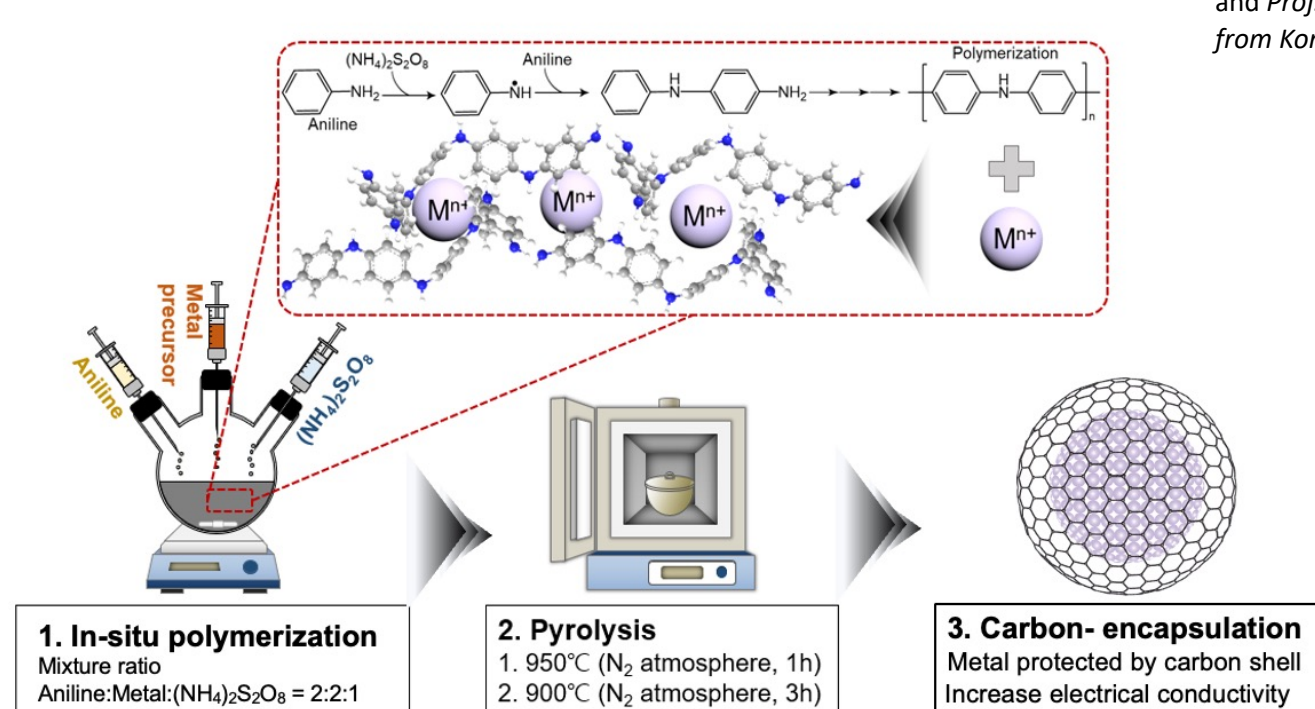 and Prof
from Kor
Polymerization
(NH₄)₂S₂O₈
Aniline
NH₂
ṄH
H
N
NH₂
H
N
n
Aniline
Mⁿ⁺
Mⁿ⁺
Mⁿ⁺
Mⁿ⁺
Aniline
Metal
precursor
(NH₄)₂S₂O₈
1. In-situ polymerization
Mixture ratio
Aniline:Metal:(NH₄)₂S₂O₈ = 2:2:1
2. Pyrolysis
1. 950℃ (N₂ atmosphere, 1h)
2. 900℃ (N₂ atmosphere, 3h)
3. Carbon- encapsulation
Metal protected by carbon shell
Increase electrical conductivity